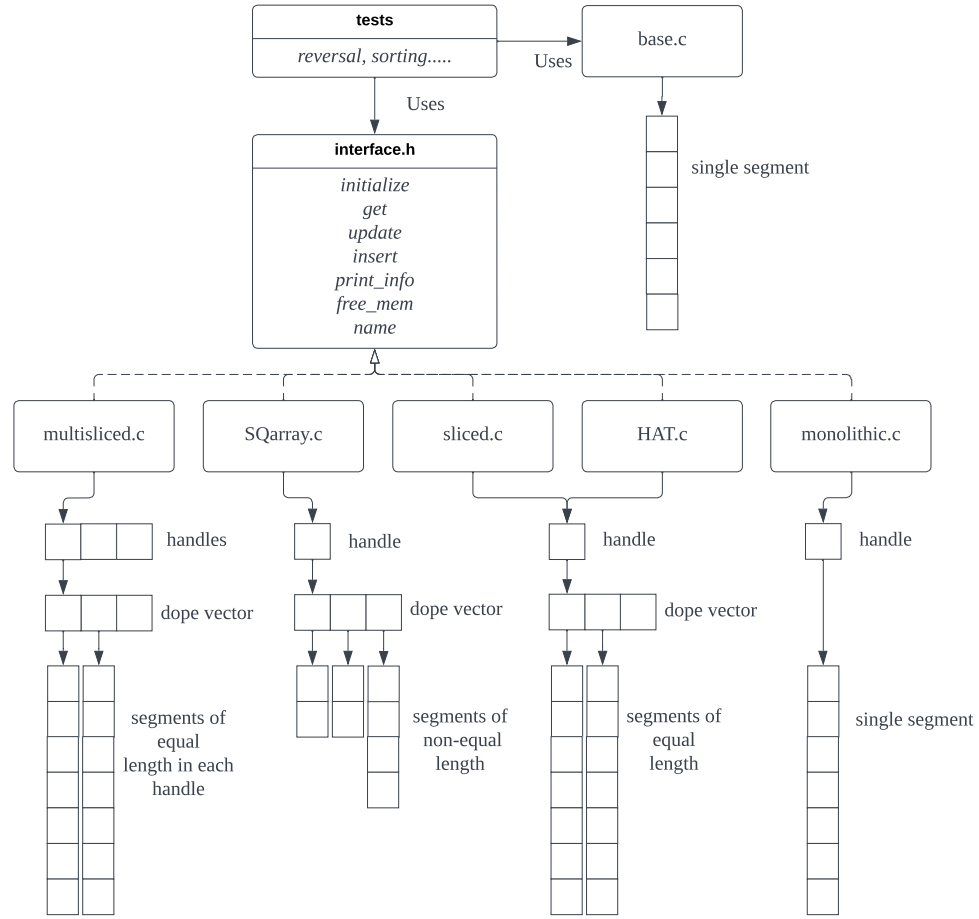 tests
reversal, sorting.....
Uses
base.c
Uses
single segment
interface.h
initialize
get
update
insert
print_info
free_mem
name
multisliced.c
SQarray.c
sliced.c
HAT.c
monolithic.c
handles
handle
handle
handle
dope vector
dope vector
dope vector
segments of
equal
length in each
handle
segments of
non-equal
length
segments of
equal
length
single segment